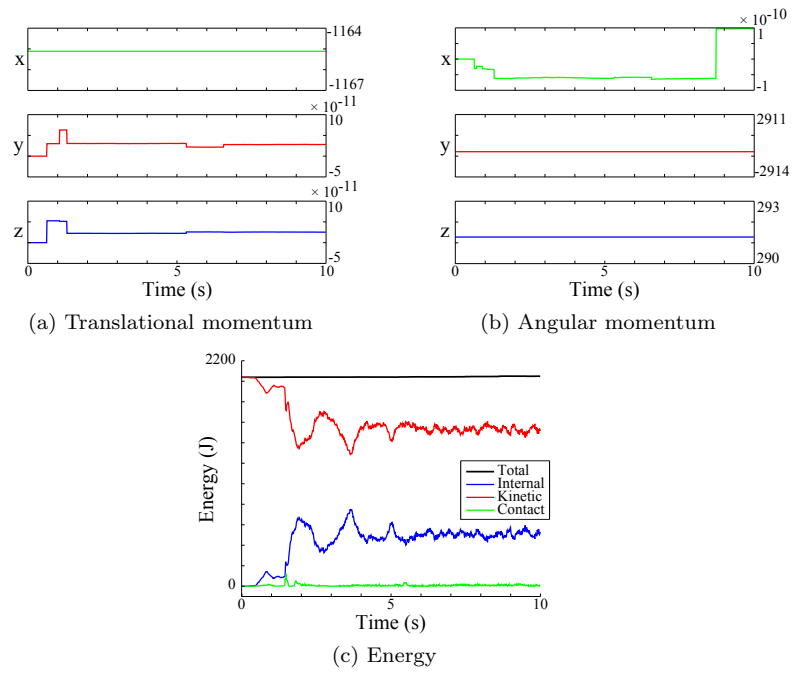 -1164
x
-1167
× 10⁻¹¹
10
y
-5
× 10⁻¹¹
10
z
-5
0
5
10
Time (s)
(a) Translational momentum
× 10⁻¹⁰
1
x
-1
2911
y
-2914
293
z
290
0
5
10
Time (s)
(b) Angular momentum
2200
Energy (J)
Total
Internal
Kinetic
Contact
0
0
5
10
Time (s)
(c) Energy